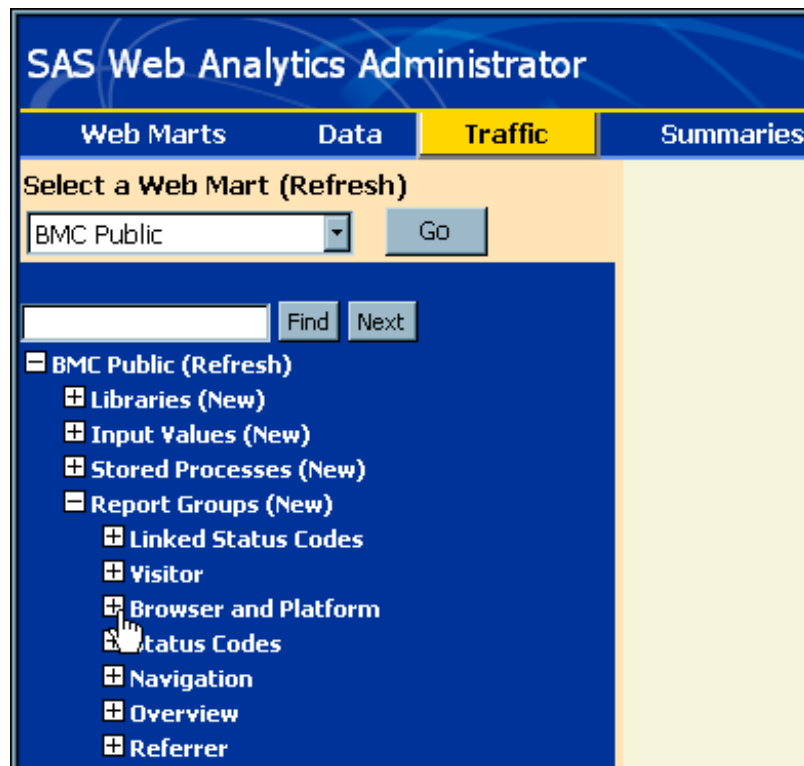 SAS Web Analytics Administrator
Web Marts Data Traffic Summaries
Select a Web Mart (Refresh)
BMC Public Go
Find Next
BMC Public (Refresh)
Libraries (New)
Input Values (New)
Stored Processes (New)
Report Groups (New)
Linked Status Codes
Visitor
Browser and Platform
Status Codes
Navigation
Overview
Referrer